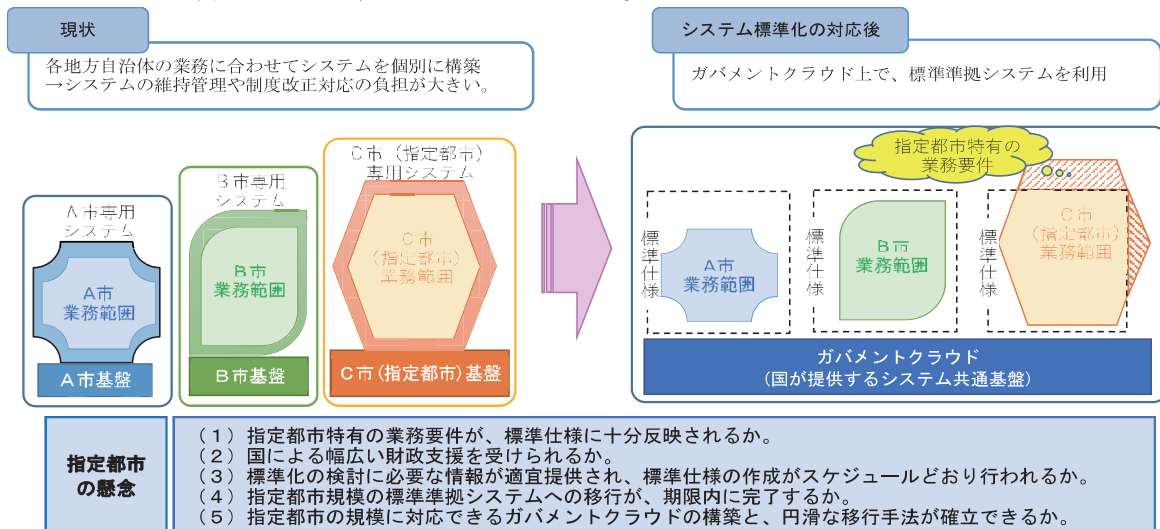 現状
各地方自治体の業務に合わせてシステムを個別に構築
→システムの維持管理や制度改正対応の負担が大きい。
A市専用
システム
A市
業務範囲
A市基盤
B市専用
システム
B市
業務範囲
B市基盤
C市（指定都市）
専用システム
C市
(指定都市)
業務範囲
C市(指定都市)基盤
システム標準化の対応後
ガバメントクラウド上で、標準準拠システムを利用
指定都市特有の
業務要件
標準仕様
A市
業務範囲
標準仕様
B市
業務範囲
標準仕様
C市
(指定都市)
業務範囲
ガバメントクラウド
(国が提供するシステム共通基盤)
指定都市
の懸念
（1）指定都市特有の業務要件が、標準仕様に十分反映されるか。
（2）国による幅広い財政支援を受けられるか。
（3）標準化の検討に必要な情報が適宜提供され、標準仕様の作成がスケジュールどおり行われるか。
（4）指定都市規模の標準準拠システムへの移行が、期限内に完了するか。
（5）指定都市の規模に対応できるガバメントクラウドの構築と、円滑な移行手法が確立できるか。